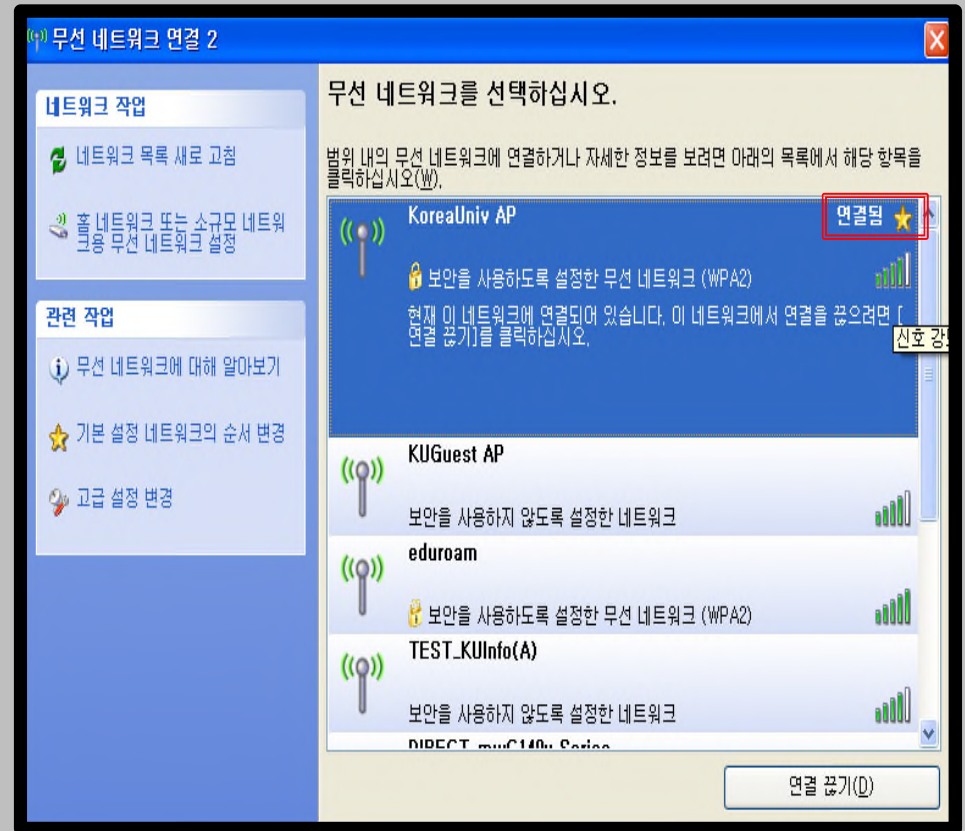 무선 네트워크 연결 2
네트워크 작업
네트워크 목록 새로 고침
홈 네트워크 또는 소규모 네트워
크용 무선 네트워크 설정
관련 작업
무선 네트워크에 대해 알아보기
기본 설정 네트워크의 순서 변경
고급 설정 변경
무선 네트워크를 선택하십시오.
범위 내의 무선 네트워크에 연결하거나 자세한 정보를 보려면 아래의 목록에서 해당 항목을
클릭하십시오(W).
KoreaUniv AP 연결됨
보안을 사용하도록 설정한 무선 네트워크 (WPA2)
현재 이 네트워크에 연결되어 있습니다. 이 네트워크에서 연결을 끊으려면 [
연결 끊기]를 클릭하십시오.
신호 강
KUGuest AP
보안을 사용하지 않도록 설정한 네트워크
eduroam
보안을 사용하도록 설정한 무선 네트워크 (WPA2)
TEST_KUInfo(A)
보안을 사용하지 않도록 설정한 네트워크
연결 끊기(D)